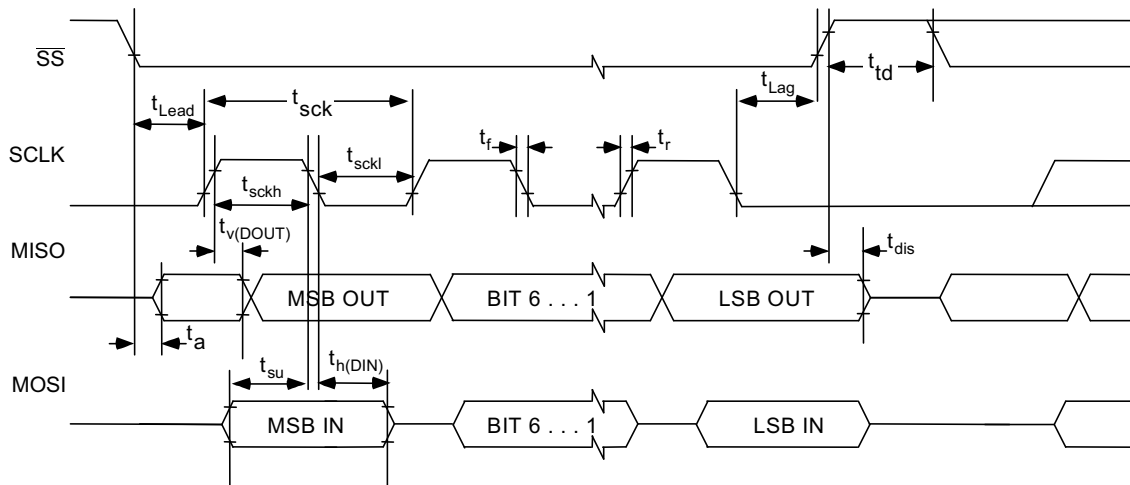 SS
t_td
t_Lag
t_Lead
t_sck
t_f
t_r
SCLK
t_sckl
t_sckh
t_v(DOUT)
MISO
t_dis
MSB OUT
BIT 6 . . . 1
LSB OUT
t_a
t_su
t_h(DIN)
MOSI
MSB IN
BIT 6 . . . 1
LSB IN